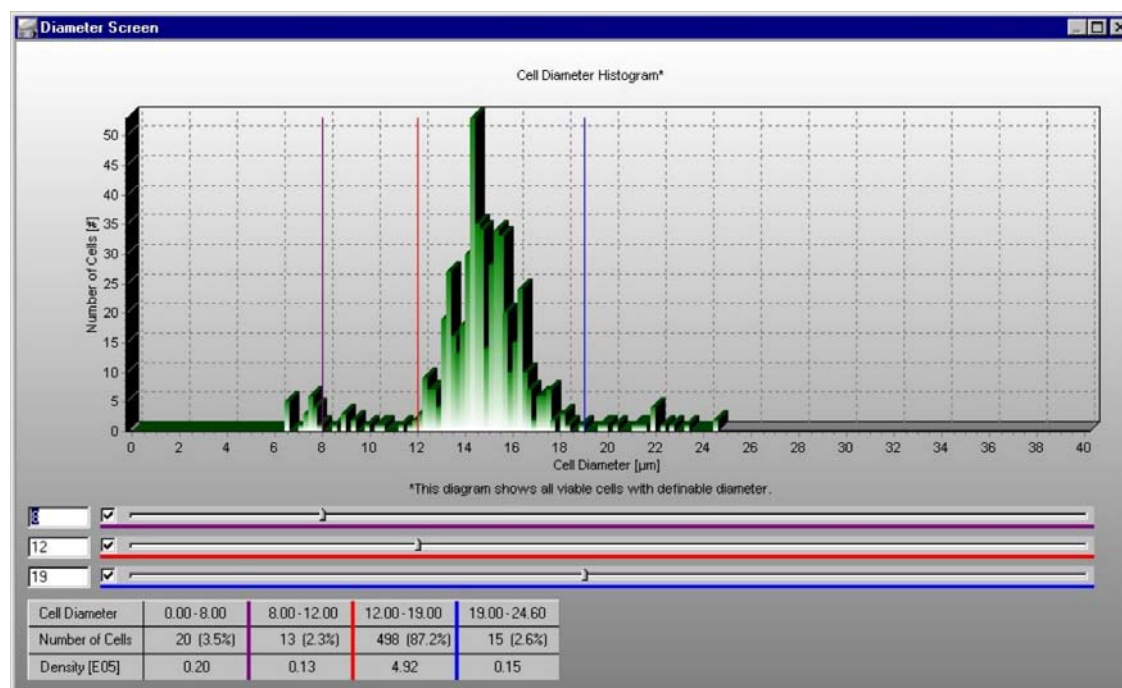 Diameter Screen
Cell Diameter Histogram*
Number of Cells [#]
50
45
40
35
30
25
20
15
10
5
0
0 2 4 6 8 10 12 14 16 18 20 22 24 26 28 30 32 34 36 38 40
Cell Diameter [µm]
*This diagram shows all viable cells with definable diameter.
8
12
19
Cell Diameter 0.00-8.00 8.00-12.00 12.00-19.00 19.00-24.60
Number of Cells 20 (3.5%) 13 (2.3%) 498 (87.2%) 15 (2.6%)
Density [E05] 0.20 0.13 4.92 0.15